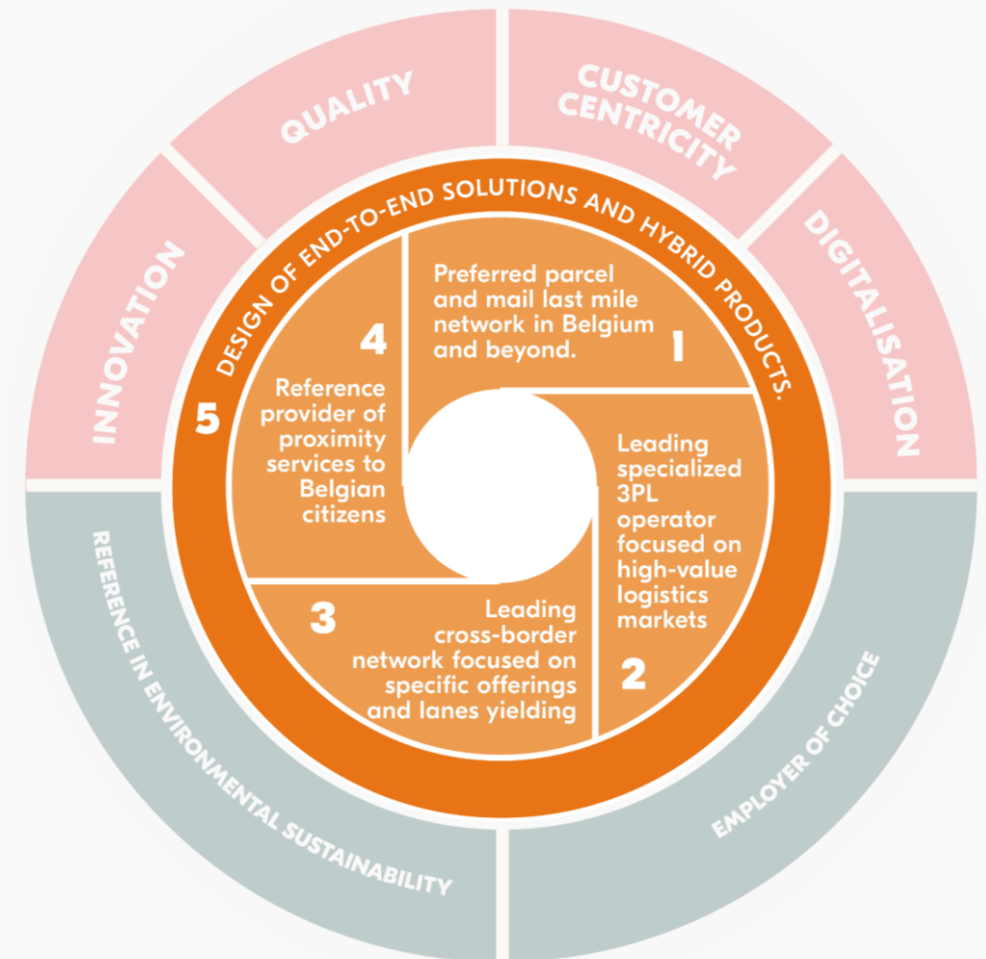 INNOVATION
QUALITY
CUSTOMER
CENTRICITY
DIGITALISATION
5
DESIGN OF END-TO-END SOLUTIONS AND HYBRID PRODUCTS.
Preferred parcel
and mail last mile
network in Belgium
and beyond.
1
Leading
specialized
3PL
operator
focused on
high-value
logistics
markets
2
3
Leading
cross-border
network focused on
specific offerings
and lanes yielding
4
Reference
provider of
proximity
services to
Belgian
citizens
REFERENCE IN ENVIRONMENTAL SUSTAINABILITY
EMPLOYER OF CHOICE